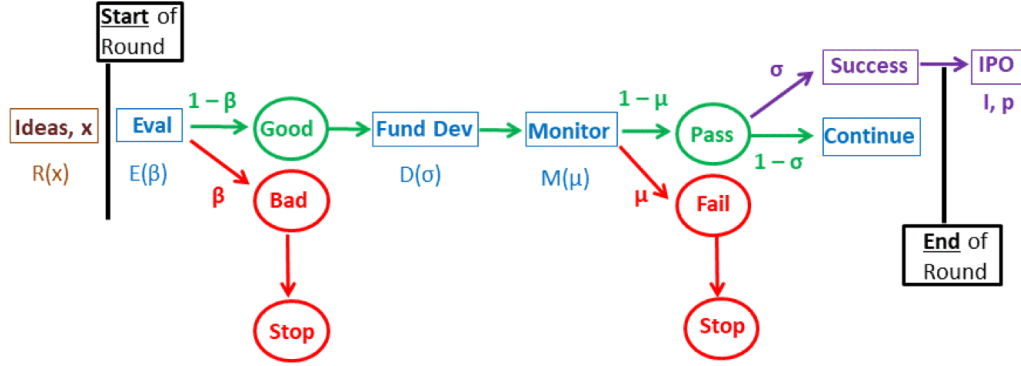 Start of
Round
Ideas, x
R(x)
Eval
E(β)
1 – β
β
Good
Bad
Stop
Fund Dev
D(σ)
Monitor
M(μ)
1 – μ
μ
Pass
Fail
Stop
σ
1 – σ
Success
Continue
IPO
I, p
End of
Round